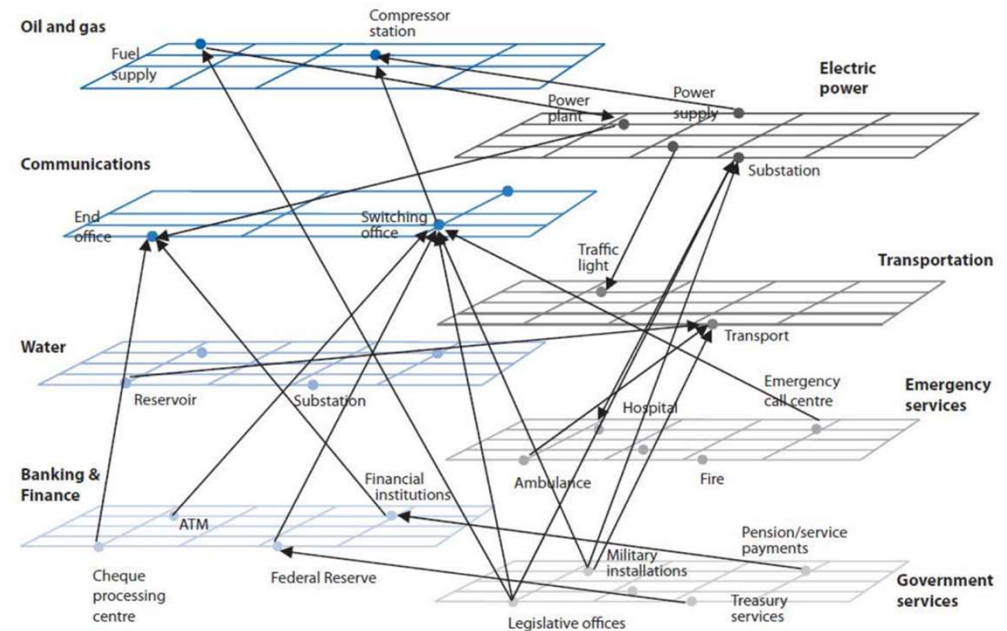 Oil and gas
Compressor
station
Fuel
supply
Electric
power
Power
plant
Power
supply
Substation
Communications
End
office
Switching
office
Traffic
light
Transportation
Transport
Water
Reservoir
Substation
Emergency
call centre
Emergency
services
Hospital
Ambulance
Fire
Banking &
Finance
Financial
institutions
ATM
Cheque
processing
centre
Federal Reserve
Pension/service
payments
Military
installations
Government
services
Treasury
services
Legislative offices